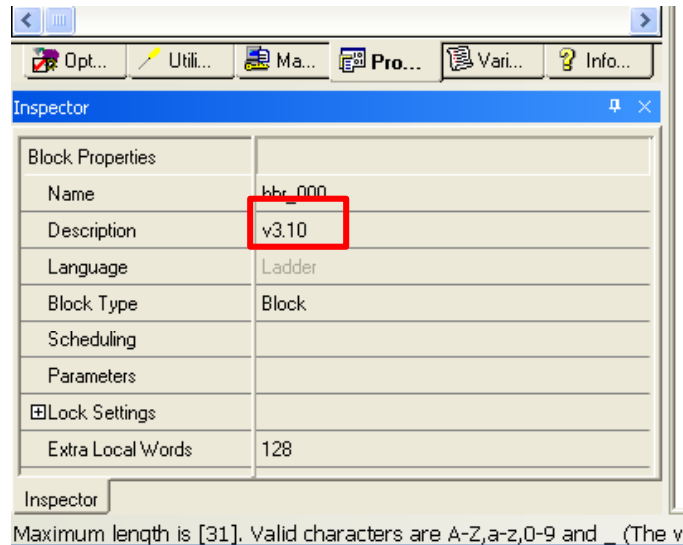 Opt... Utili... Ma... Pro... Vari... Info...
Inspector
Block Properties
Name hbr_000
Description v3.10
Language Ladder
Block Type Block
Scheduling
Parameters
Lock Settings
Extra Local Words 128
Inspector
Maximum length is [31]. Valid characters are A-Z,a-z,0-9 and _ (The v